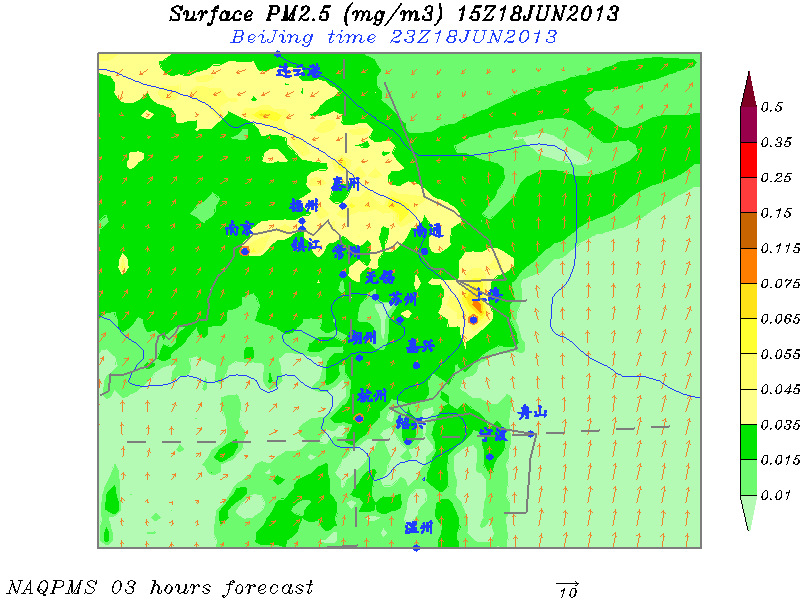 Surface PM2.5 (mg/m3) 15Z18JUN2013
BeiJing time 23Z18JUN2013
连云港
0.5
0.35
0.25
0.15
0.115
0.075
0.065
0.055
0.045
0.035
0.015
0.01
泰州
扬州
南京
镇江
南通
常州
无锡
苏州
上海
湖州
嘉兴
杭州
绍兴
舟山
宁波
温州
NAQPMS 03 hours forecast
10